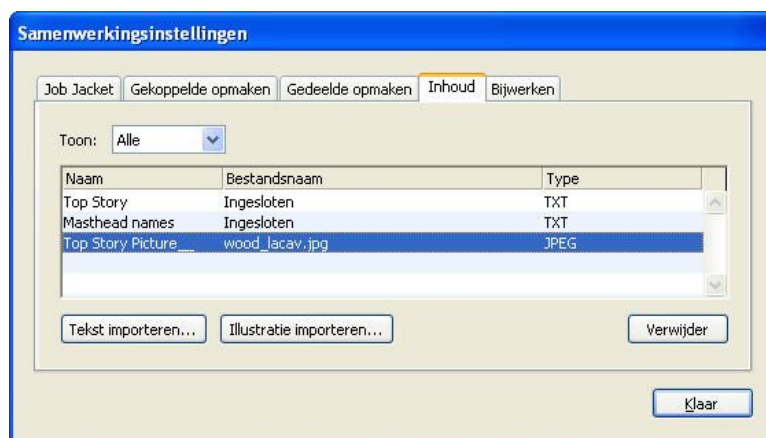 Samenwerkingsinstellingen
Job Jacket Gekoppelde opmaken Gedeelde opmaken Inhoud Bijwerken
Toon: Alle
Naam Bestandsnaam Type
Top Story Ingesloten TXT
Masthead names Ingesloten TXT
Top Story Picture__ wood_lacav.jpg JPEG
Tekst importeren... Illustratie importeren... Verwijder
Klaar